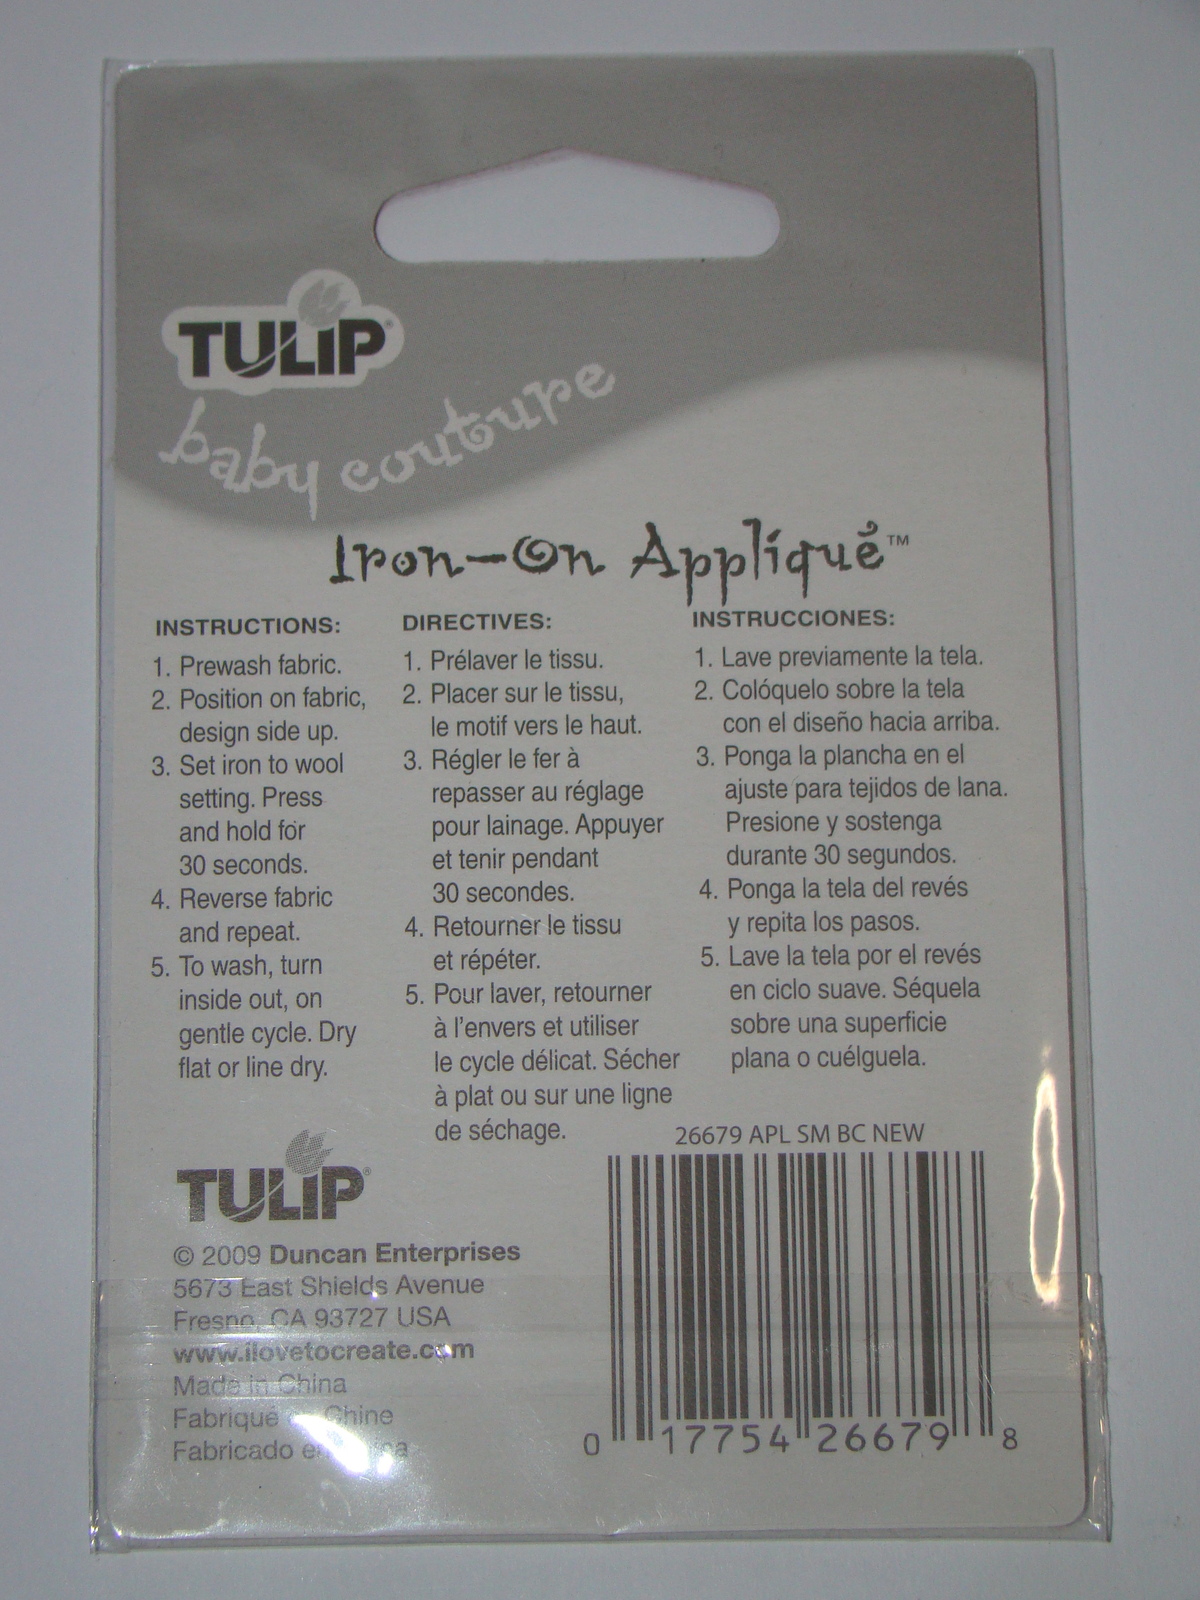 TULIP®
baby couture
Iron-On Appliqué™
INSTRUCTIONS:
1. Prewash fabric.
2. Position on fabric,
design side up.
3. Set iron to wool
setting. Press
and hold for
30 seconds.
4. Reverse fabric
and repeat.
5. To wash, turn
inside out, on
gentle cycle. Dry
flat or line dry.
DIRECTIVES:
1. Prélaver le tissu.
2. Placer sur le tissu,
le motif vers le haut.
3. Régler le fer à
repasser au réglage
pour lainage. Appuyer
et tenir pendant
30 secondes.
4. Retourner le tissu
et répéter.
5. Pour laver, retourner
à l'envers et utiliser
le cycle délicat. Sécher
à plat ou sur une ligne
de séchage.
INSTRUCCIONES:
1. Lave previamente la tela.
2. Colóquelo sobre la tela
con el diseño hacia arriba.
3. Ponga la plancha en el
ajuste para tejidos de lana.
Presione y sostenga
durante 30 segundos.
4. Ponga la tela del revés
y repita los pasos.
5. Lave la tela por el revés
en ciclo suave. Séquela
sobre una superficie
plana o cuélguela.
TULIP®
© 2009 Duncan Enterprises
5673 East Shields Avenue
Fresno, CA 93727 USA
www.ilovetocreate.com
Made in China
Fabriqué Chine
Fabricado
26679 APL SM BC NEW
0 17754 26679 8